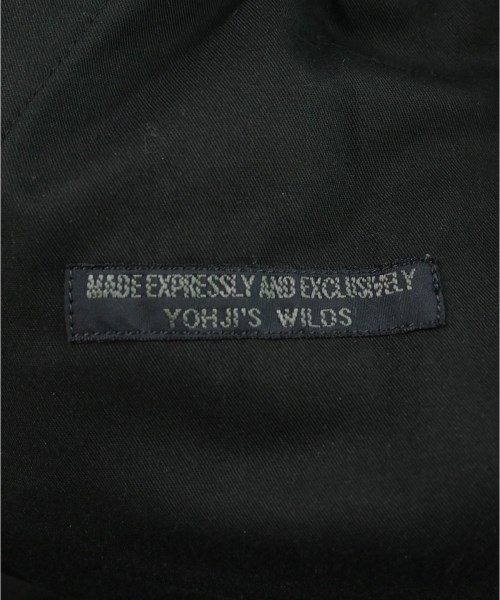 MADE EXPRESSLY AND EXCLUSIVELY
YOHJI'S WILDS